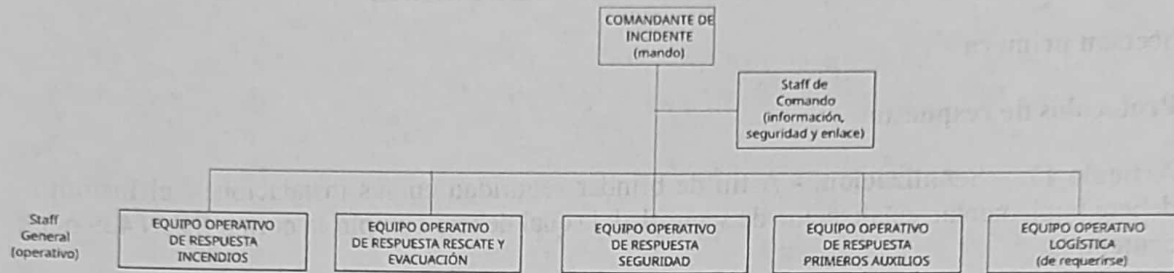 COMANDANTE DE
INCIDENTE
(mando)
Staff de
Comando
(información,
seguridad y enlace)
Staff
General
(operativo)
EQUIPO OPERATIVO
DE RESPUESTA
INCENDIOS
EQUIPO OPERATIVO
DE RESPUESTA RESCATE Y
EVACUACIÓN
EQUIPO OPERATIVO
DE RESPUESTA
SEGURIDAD
EQUIPO OPERATIVO
DE RESPUESTA
PRIMEROS AUXILIOS
EQUIPO OPERATIVO
LOGÍSTICA
(de requerirse)